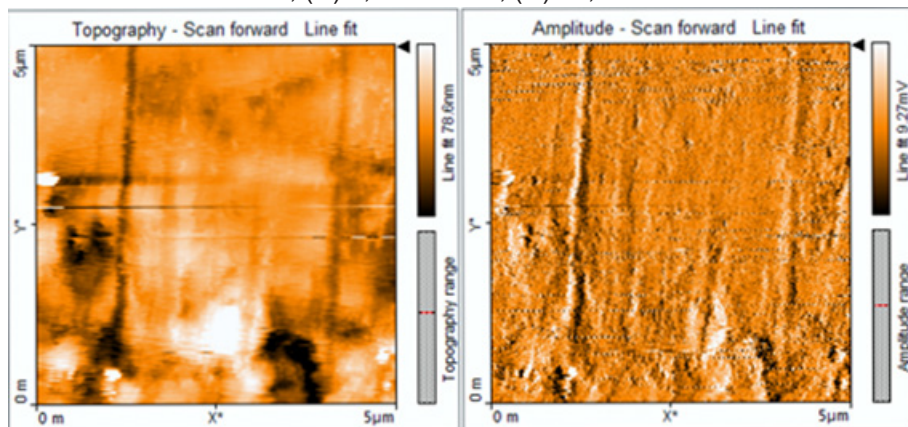 Topography - Scan forward Line fit
5µm
Y*
0 m
0 m
X*
5µm
Line fit 78.6nm
Topography range
Amplitude - Scan forward Line fit
5µm
Y*
0 m
0 m
X*
5µm
Line fit 9.27mV
Amplitude range